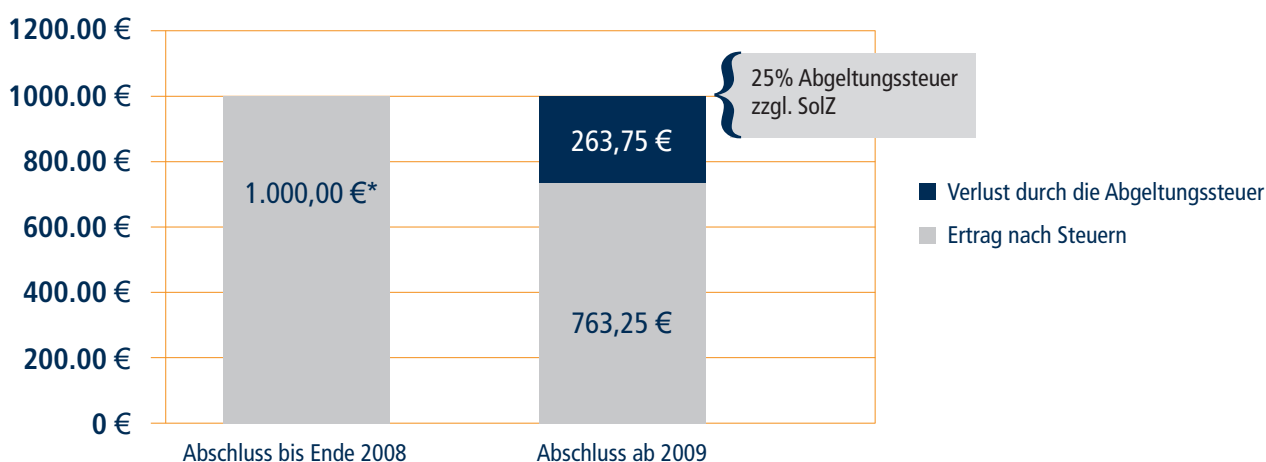 1200.00 €
1000.00 €
800.00 €
600.00 €
400.00 €
200.00 €
0 €
1.000,00 €*
263,75 €
763,25 €
25% Abgeltungssteuer
zzgl. SolZ
Abschluss bis Ende 2008
Abschluss ab 2009
Verlust durch die Abgeltungssteuer
Ertrag nach Steuern